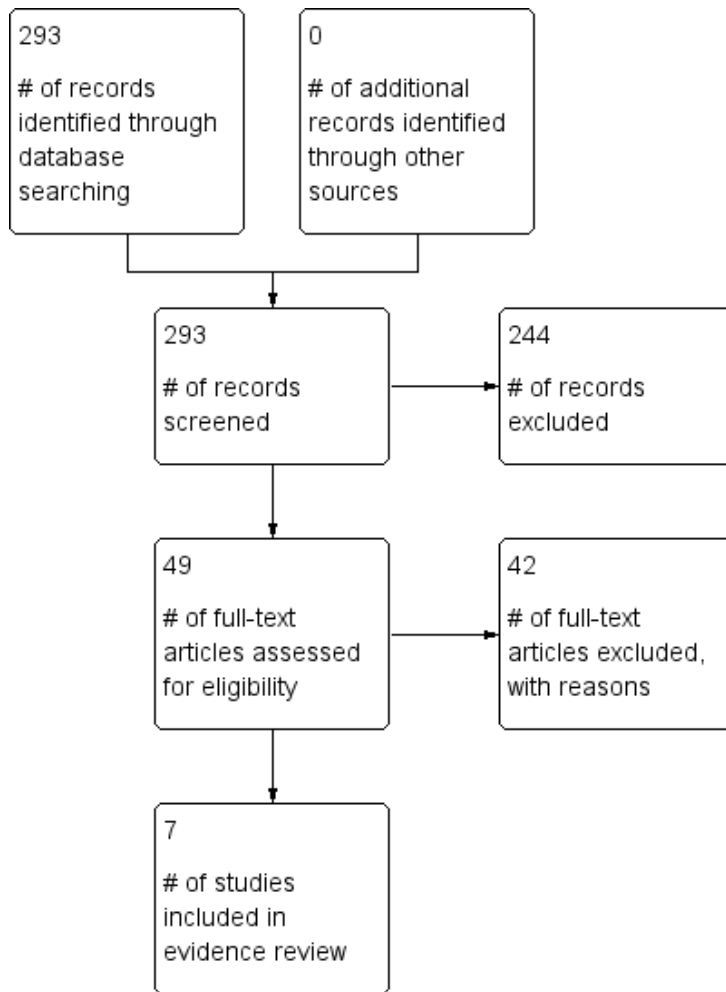 293
# of records
identified through
database
searching
0
# of additional
records identified
through other
sources
293
# of records
screened
244
# of records
excluded
49
# of full-text
articles assessed
for eligibility
42
# of full-text
articles excluded,
with reasons
7
# of studies
included in
evidence review